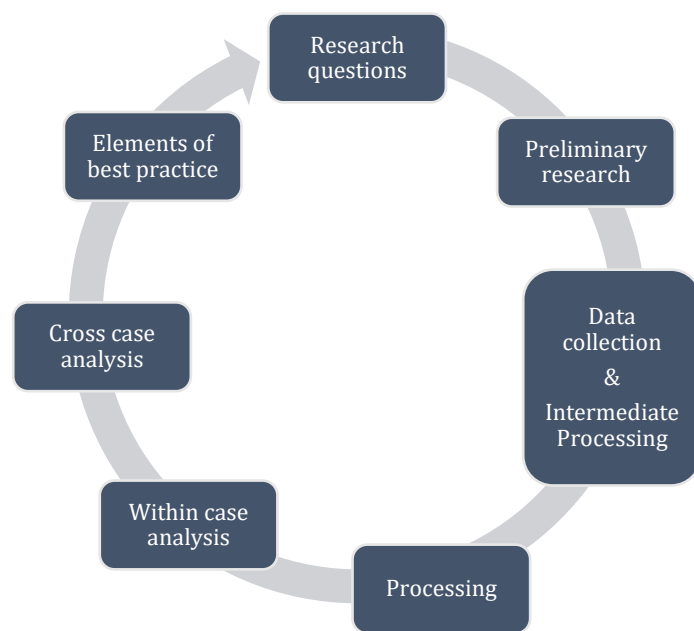 Research
questions
Preliminary
research
Data
collection
&
Intermediate
Processing
Processing
Within case
analysis
Cross case
analysis
Elements of
best practice